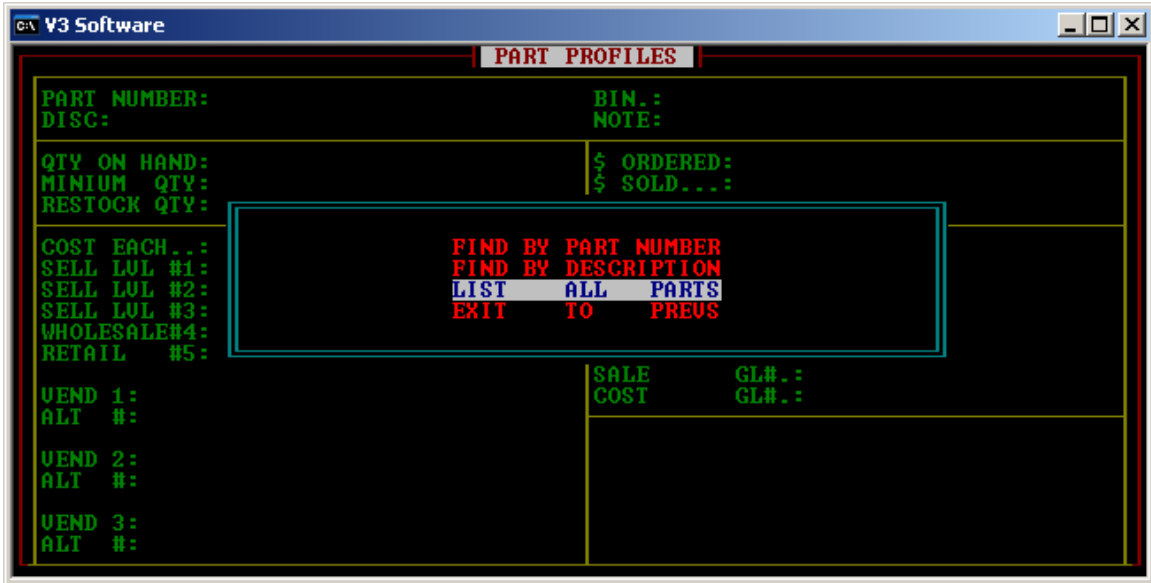 V3 Software
PART PROFILES
PART NUMBER: BIN.:
DISC: NOTE:
QTY ON HAND: $ ORDERED:
MINIUM QTY: $ SOLD...:
RESTOCK QTY:
COST EACH..:
SELL LVL #1:
SELL LVL #2:
SELL LVL #3:
WHOLESALE#4:
RETAIL #5:
FIND BY PART NUMBER
FIND BY DESCRIPTION
LIST ALL PARTS
EXIT TO PREVS
SALE GL#.:
COST GL#.:
VEND 1:
ALT #:
VEND 2:
ALT #:
VEND 3:
ALT #: